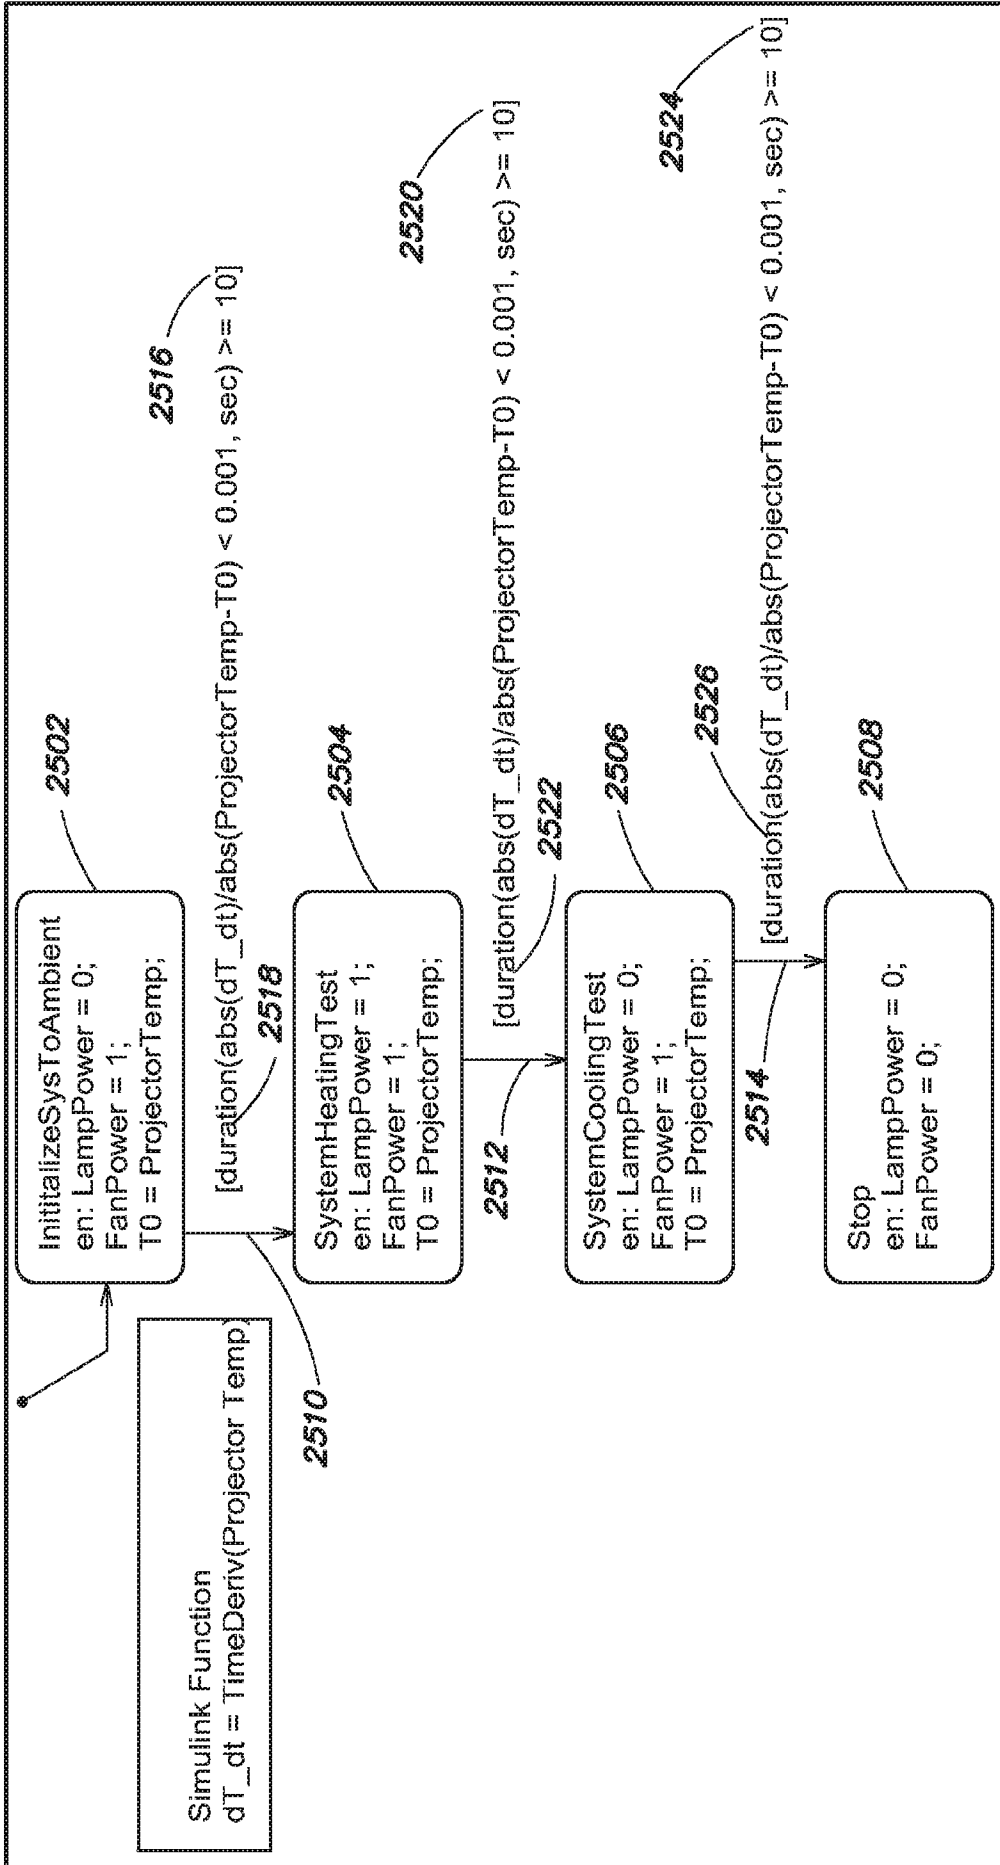 Simulink Function
dT_dt = TimeDeriv(Projector Temp)
InititalizeSysToAmbient
en: LampPower = 0;
FanPower = 1;
T0 = ProjectorTemp;
2502
2510
[duration(abs(dT_dt)/abs(ProjectorTemp-T0) < 0.001, sec) >= 10]
2518
2516
SystemHeatingTest
en: LampPower = 1;
FanPower = 1;
T0 = ProjectorTemp;
2504
2512
[duration(abs(dT_dt)/abs(ProjectorTemp-T0) < 0.001, sec) >= 10]
2522
2520
SystemCoolingTest
en: LampPower = 0;
FanPower = 1;
T0 = ProjectorTemp;
2506
2514
[duration(abs(dT_dt)/abs(ProjectorTemp-T0) < 0.001, sec) >= 10]
2526
2524
Stop
en: LampPower = 0;
FanPower = 0;
2508